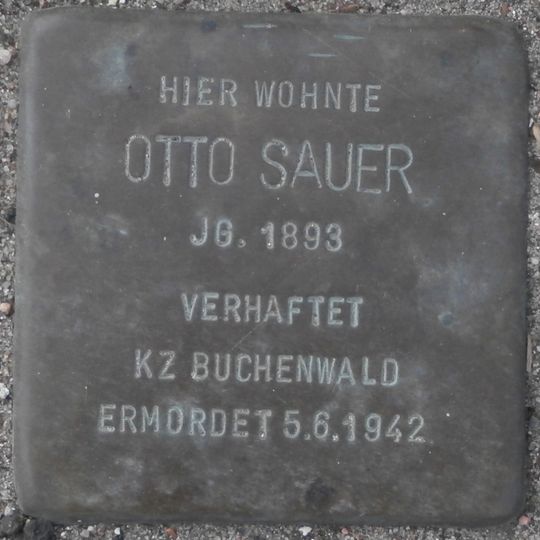 HIER WOHNTE
OTTO SAUER
JG. 1893
VERHAFTET
KZ BUCHENWALD
ERMORDET 5.6.1942